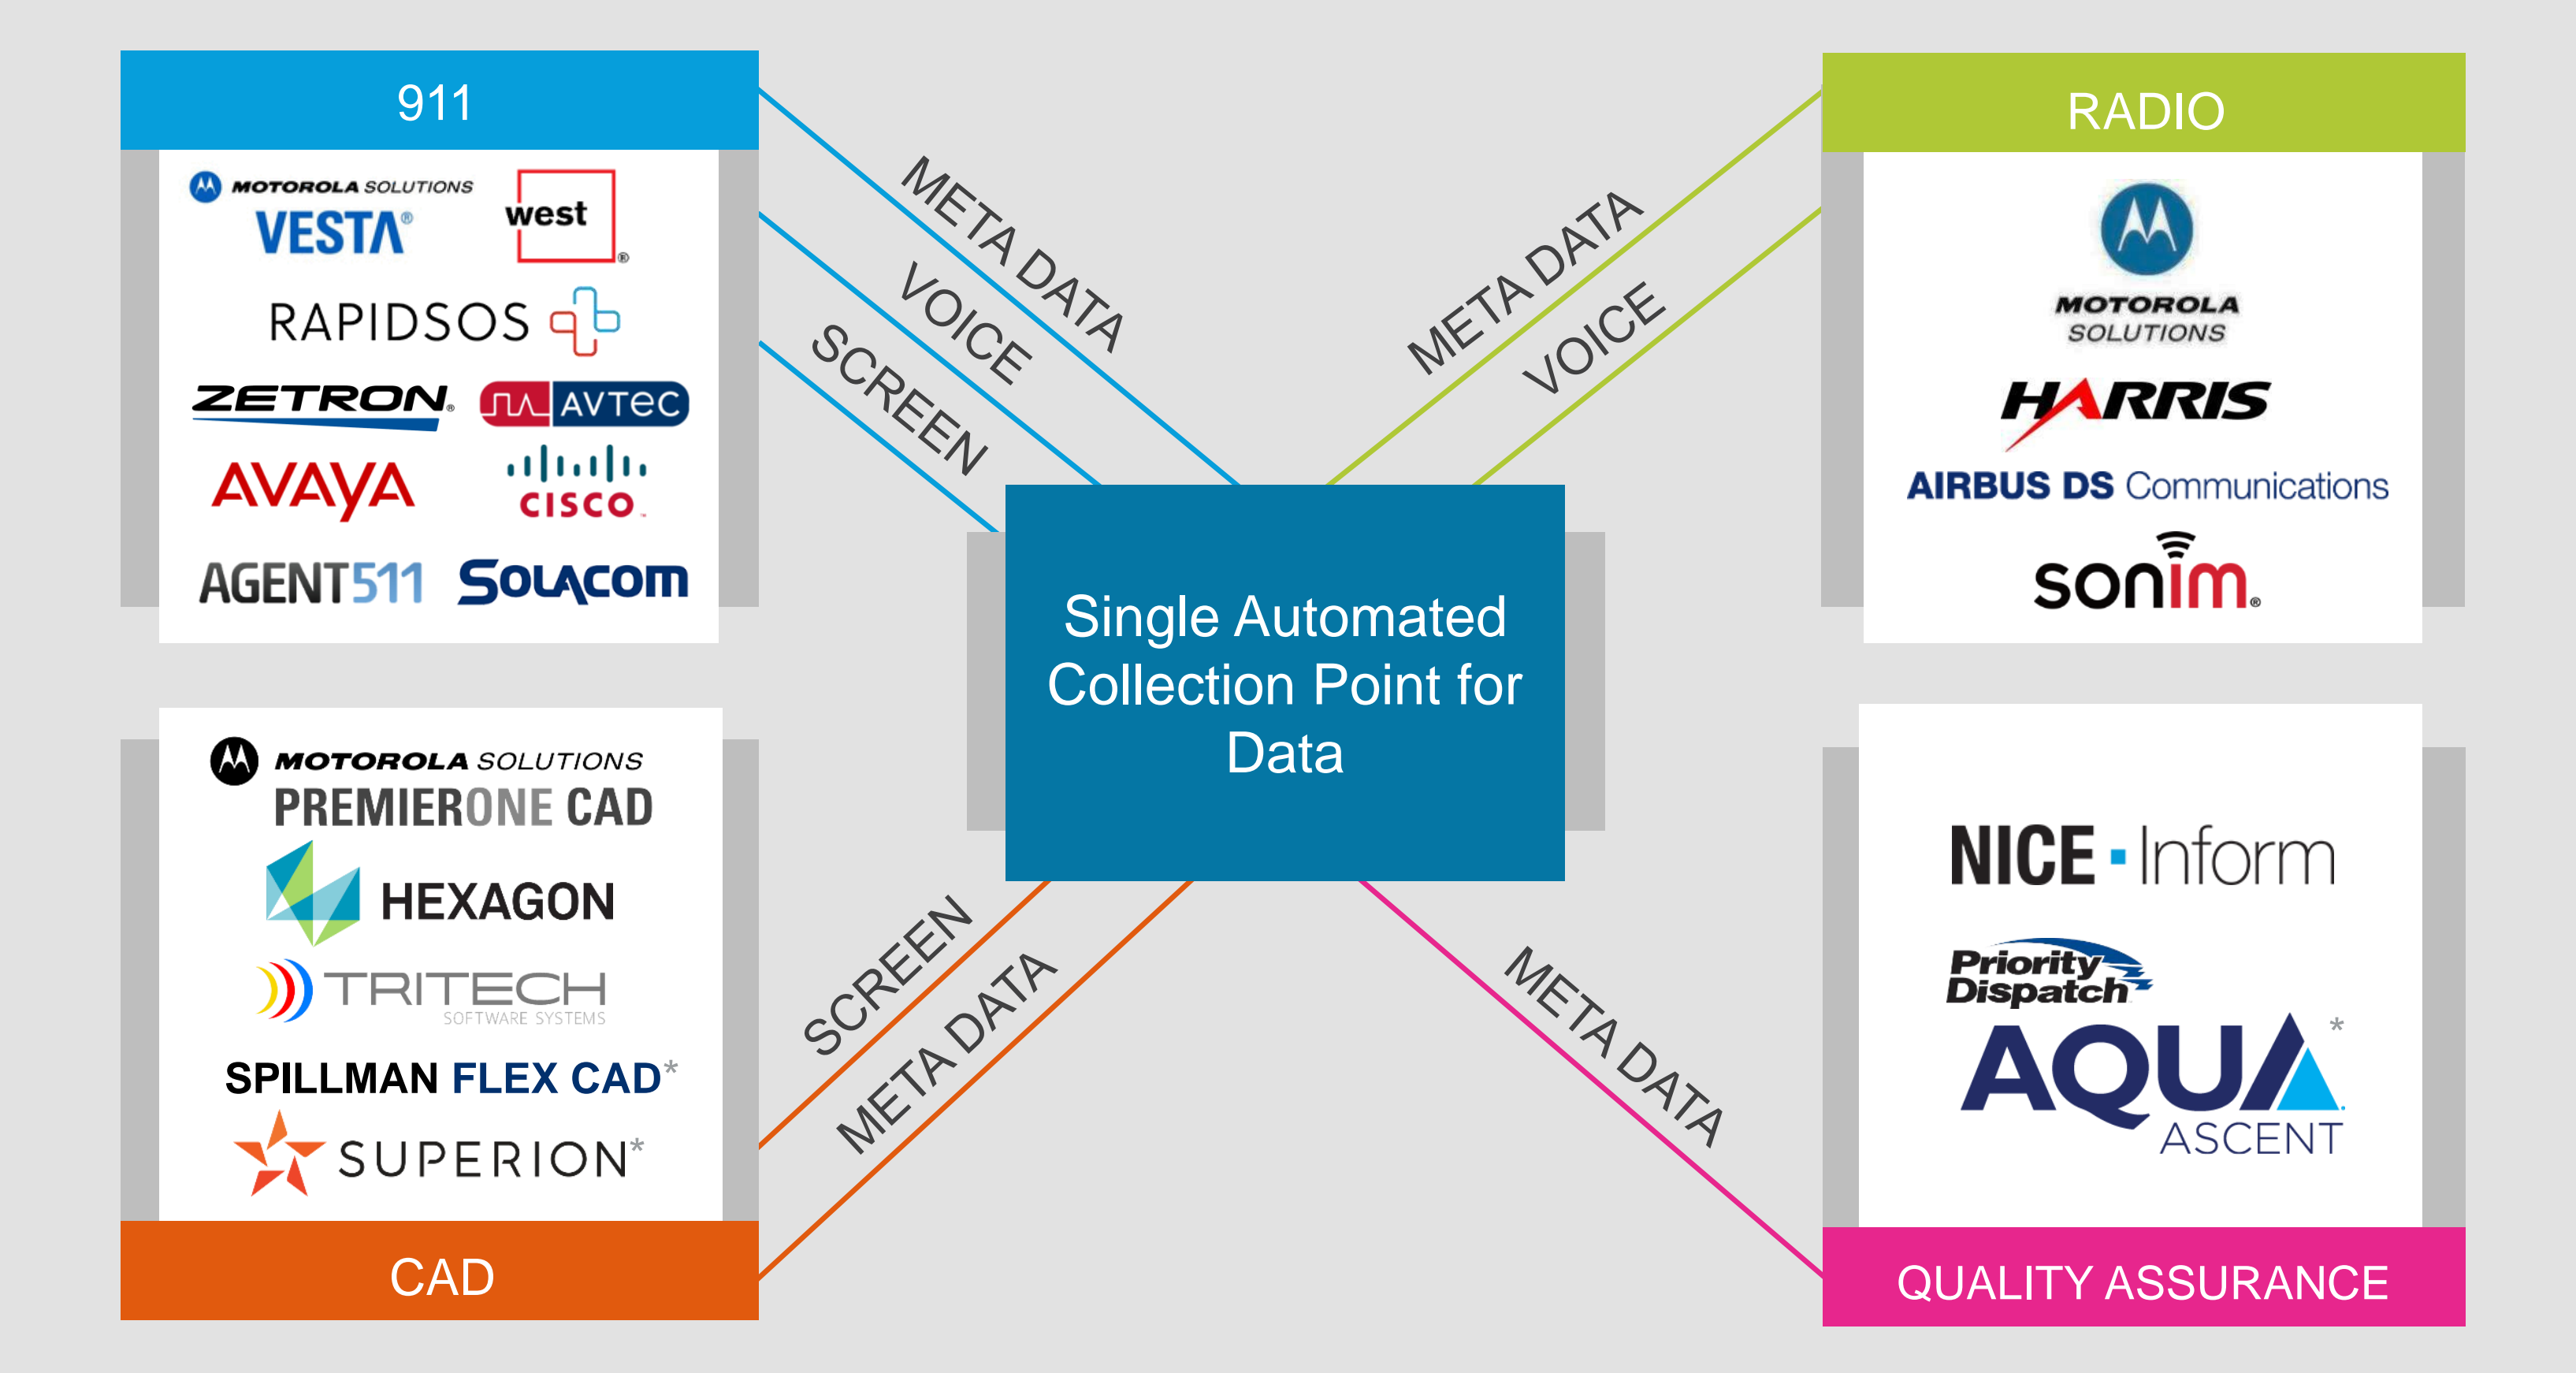 911
MOTOROLA SOLUTIONS
VESTA®
west
®
RAPIDSOS
ZETRON®
AVTEC
AVAYA
CISCO
AGENT511
SOLACOM
META DATA
VOICE
SCREEN
META DATA
VOICE
RADIO
MOTOROLA
SOLUTIONS
HARRIS
AIRBUS DS Communications
sonim®
Single Automated
Collection Point for
Data
MOTOROLA SOLUTIONS
PREMIERONE CAD
HEXAGON
TRITECH
SOFTWARE SYSTEMS
SPILLMAN FLEX CAD*
SUPERION*
CAD
SCREEN
META DATA
META DATA
NICE Inform
Priority
Dispatch
AQUA*
ASCENT
QUALITY ASSURANCE